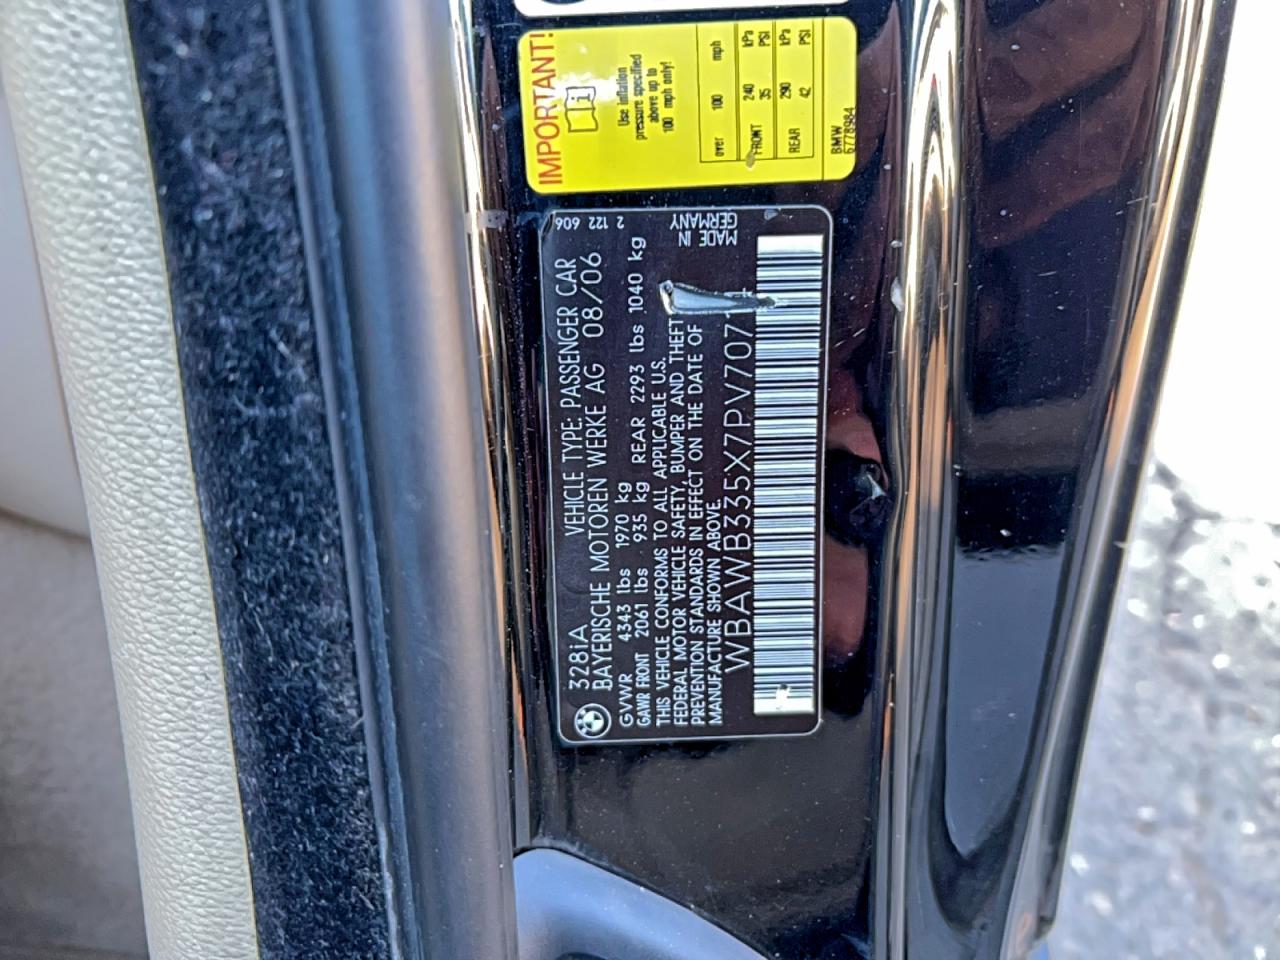 IMPORTANT!
Use inflation
pressure specified
above up to
100 mph only!
over 100 mph
FRONT 240 kPa
35 PSI
REAR 290 kPa
42 PSI
BMW
6778984
328iA VEHICLE TYPE: PASSENGER CAR
BAYERISCHE MOTOREN WERKE AG 08/06
GVWR 4343 lbs 1970 kg
GAWR FRONT 2061 lbs 935 kg REAR 2293 lbs 1040 kg
THIS VEHICLE CONFORMS TO ALL APPLICABLE U.S.
FEDERAL MOTOR VEHICLE SAFETY, BUMPER AND THEFT
PREVENTION STANDARDS IN EFFECT ON THE DATE OF
MANUFACTURE SHOWN ABOVE
WBAWB335X7PV707
2 122 606
MADE IN
GERMANY